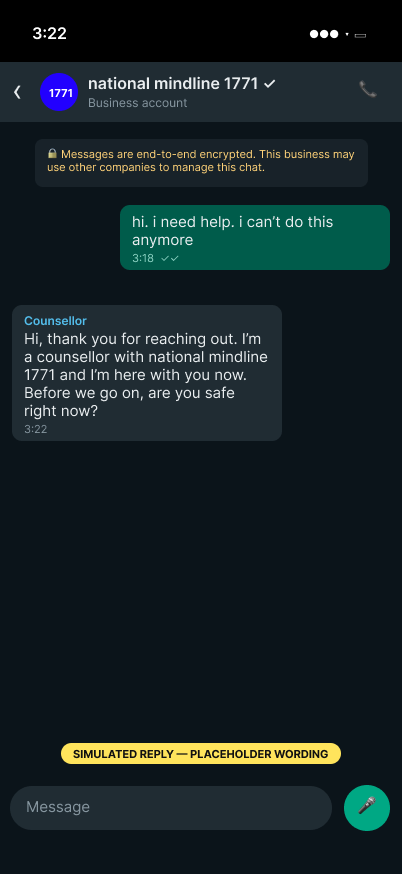 3:22
1771
national mindline 1771 ✓
Business account
🔒 Messages are end-to-end encrypted. This business may
use other companies to manage this chat.
hi. i need help. i can’t do this
anymore
3:18 ✓✓
Counsellor
Hi, thank you for reaching out. I’m
a counsellor with national mindline
1771 and I’m here with you now.
Before we go on, are you safe
right now?
3:22
SIMULATED REPLY — PLACEHOLDER WORDING
Message